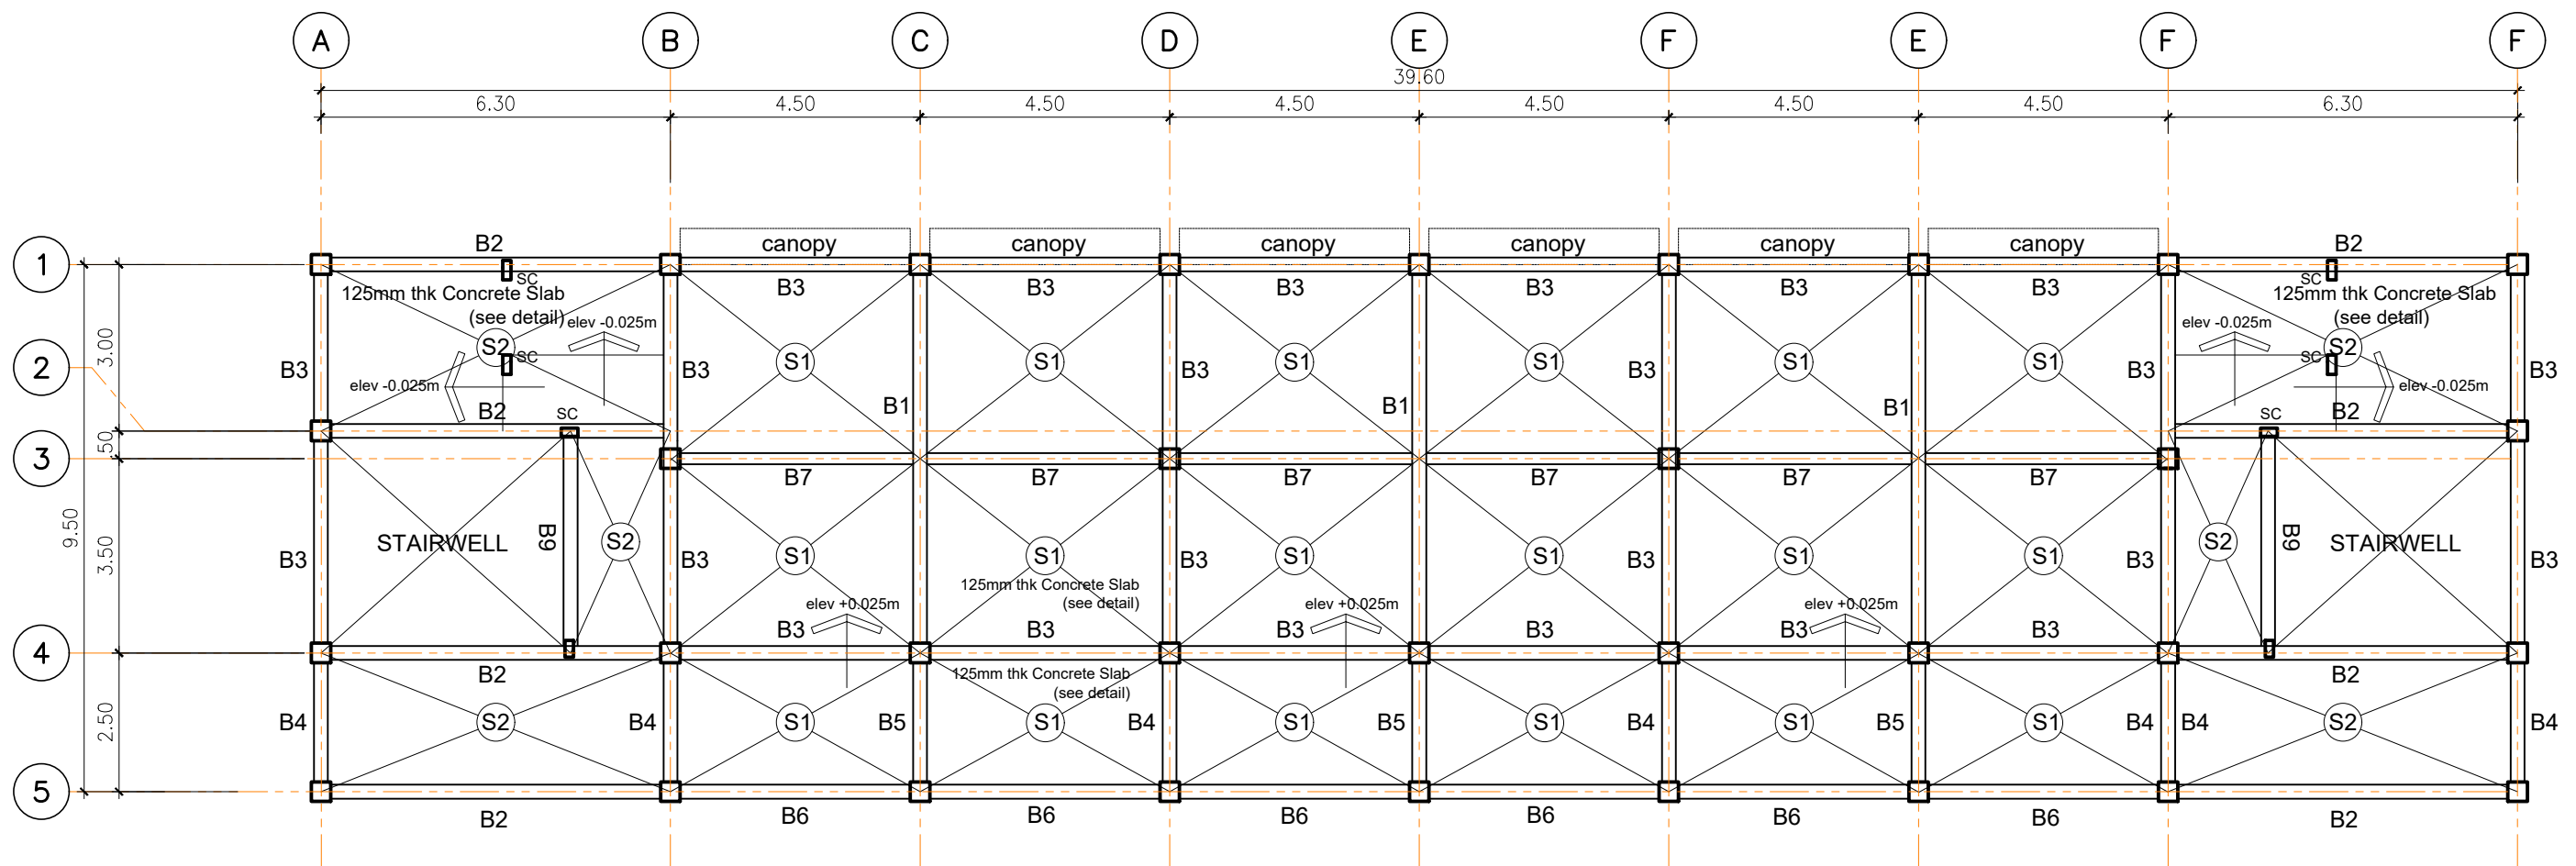 A B C D E F E F F
39.60
6.30 4.50 4.50 4.50 4.50 4.50 4.50 6.30
1
B2 canopy canopy canopy canopy canopy canopy B2
SC SC
B3 B3 B3 B3 B3 B3
125mm thk Concrete Slab 125mm thk Concrete Slab
(see detail) (see detail)
elev -0.025m elev -0.025m
3.00
S2 SC SC S2
2
B3 B3 S1 S1 B3 S1 S1 B3 S1 S1 B3 B3
elev -0.025m elev -0.025m
B2 SC B1 B1 B1 SC B2
.50
3
B7 B7 B7 B7 B7 B7
9.50
3.50
STAIRWELL B9 S2 S2 B9 STAIRWELL
B3 B3 S1 S1 B3 S1 S1 B3 S1 S1 B3 B3
125mm thk Concrete Slab
(see detail)
elev +0.025m elev +0.025m elev +0.025m
B3 B3 B3 B3 B3 B3
4
B2 B2
125mm thk Concrete Slab
(see detail)
2.50
B4 S2 B4 S1 B5 S1 B4 S1 B5 S1 B4 S1 B5 S1 B4 B4 S2 B4
5
B2 B6 B6 B6 B6 B6 B6 B2